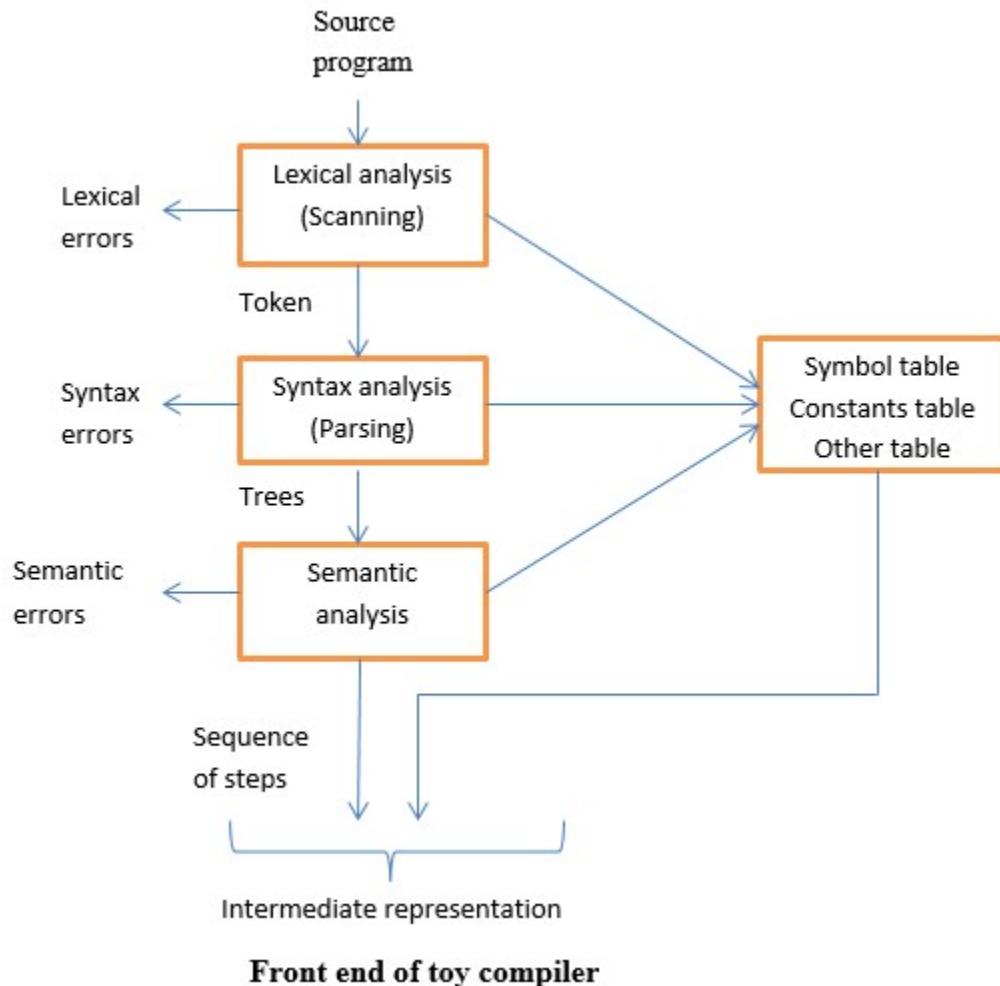 Source
program
Lexical analysis
(Scanning)
Lexical
errors
Token
Syntax analysis
(Parsing)
Syntax
errors
Symbol table
Constants table
Other table
Trees
Semantic
analysis
Semantic
errors
Sequence
of steps
Intermediate representation
Front end of toy compiler